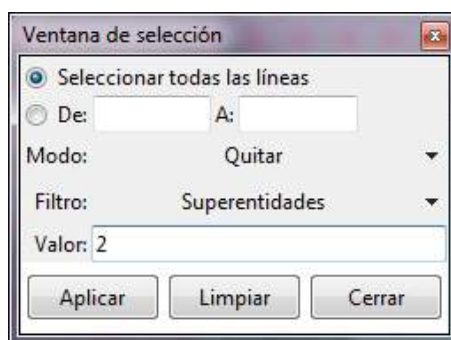 Ventana de selección
Seleccionar todas las líneas
De: A:
Modo: Quitar
Filtro: Superentidades
Valor: 2
Aplicar Limpiar Cerrar